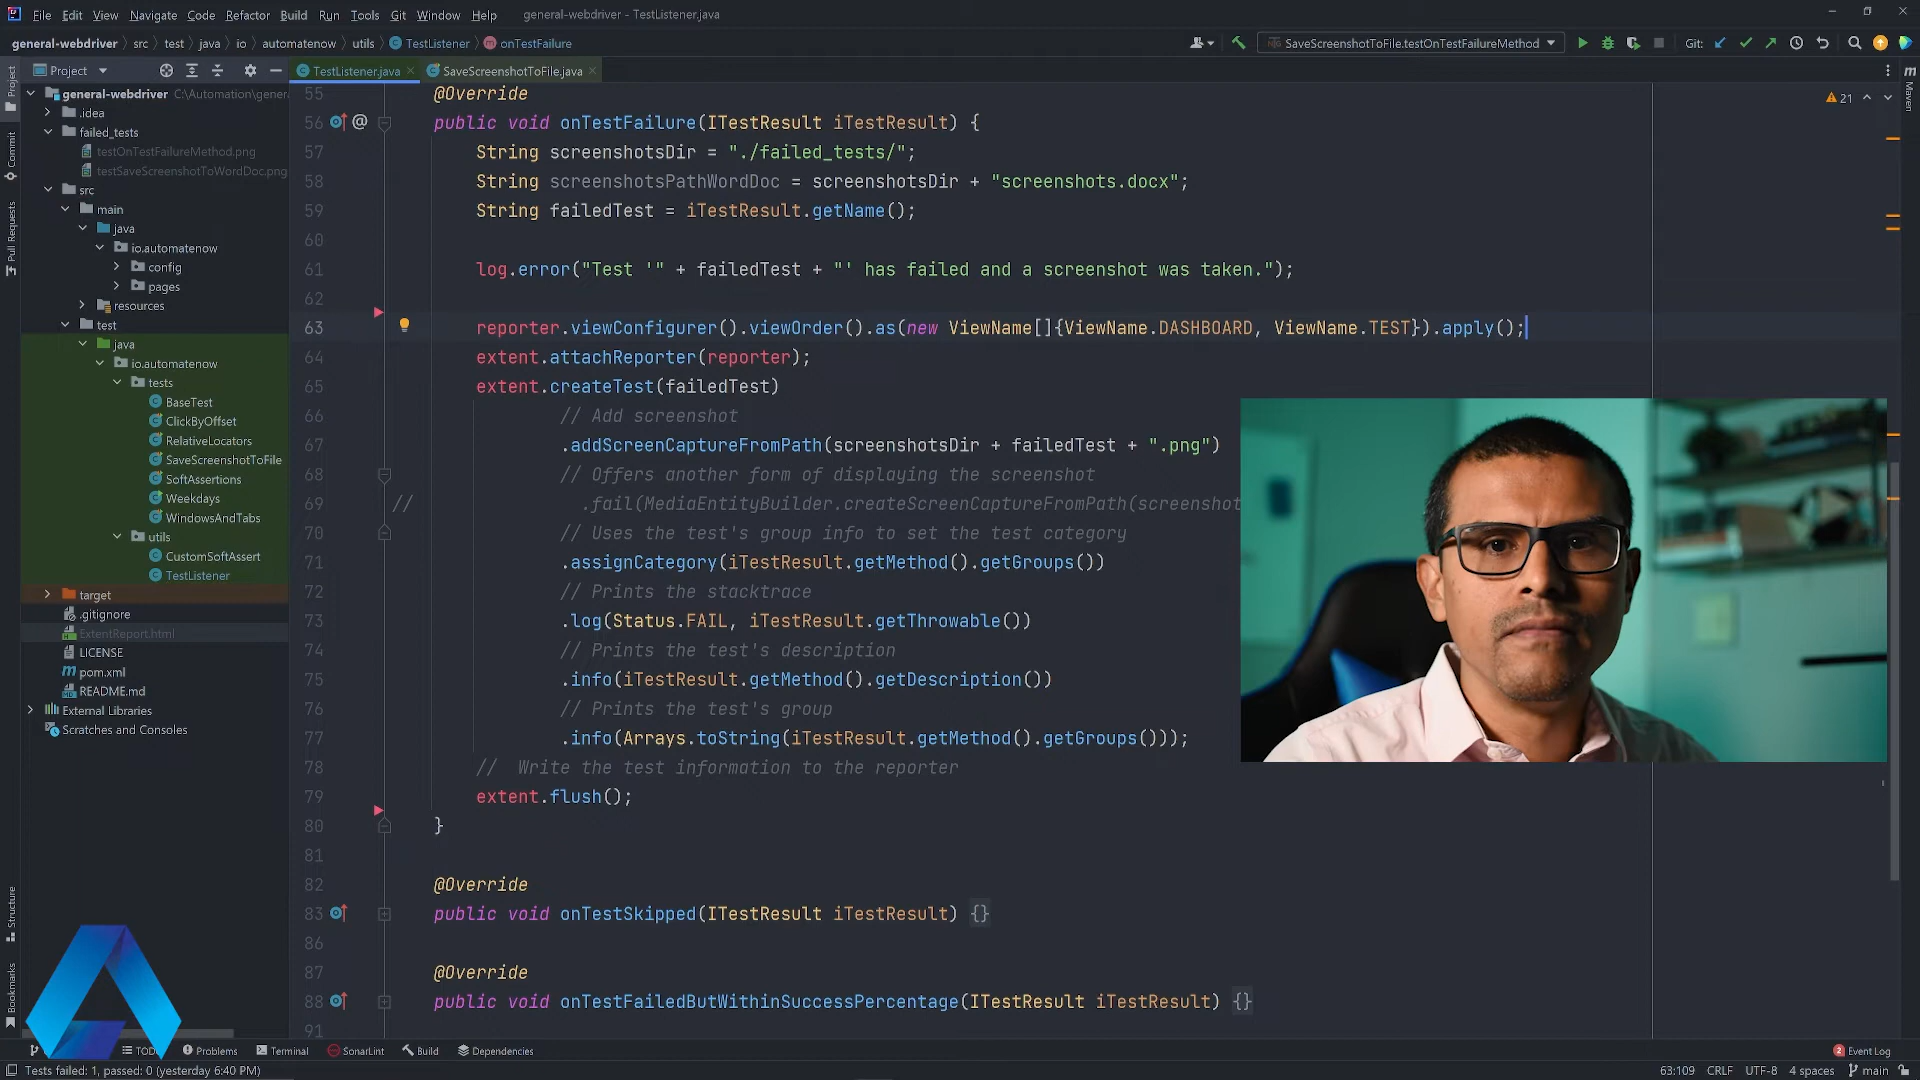 File Edit View Navigate Code Refactor Build Run Tools Git Window Help general-webdriver - TestListener.java
general-webdriver src test java io automatenow utils TestListener onTestFailure SaveScreenshotToFile.testOnTestFailureMethod Git:
Project TestListener.java SaveScreenshotToFile.java
Project
Commit
Pull Requests
Structure
Bookmarks
Maven
general-webdriver C:\Automation\gener
.idea
failed_tests
testOnTestFailureMethod.png
testSaveScreenshotToWordDoc.png
src
main
java
io.automatenow
config
pages
resources
test
java
io.automatenow
tests
BaseTest
ClickByOffset
RelativeLocators
SaveScreenshotToFile
SoftAssertions
Weekdays
WindowsAndTabs
utils
CustomSoftAssert
TestListener
target
.gitignore
ExtentReport.html
LICENSE
pom.xml
README.md
External Libraries
Scratches and Consoles
21
55 @Override
56 @ public void onTestFailure(ITestResult iTestResult) {
57 String screenshotsDir = "./failed_tests/";
58 String screenshotsPathWordDoc = screenshotsDir + "screenshots.docx";
59 String failedTest = iTestResult.getName();
60
61 log.error("Test '" + failedTest + "' has failed and a screenshot was taken.");
62
63 reporter.viewConfigurer().viewOrder().as(new ViewName[]{ViewName.DASHBOARD, ViewName.TEST}).apply();
64 extent.attachReporter(reporter);
65 extent.createTest(failedTest)
66 // Add screenshot
67 .addScreenCaptureFromPath(screenshotsDir + failedTest + ".png")
68 // Offers another form of displaying the screenshot
69 // .fail(MediaEntityBuilder.createScreenCaptureFromPath(screenshot
70 // Uses the test's group info to set the test category
71 .assignCategory(iTestResult.getMethod().getGroups())
72 // Prints the stacktrace
73 .log(Status.FAIL, iTestResult.getThrowable())
74 // Prints the test's description
75 .info(iTestResult.getMethod().getDescription())
76 // Prints the test's group
77 .info(Arrays.toString(iTestResult.getMethod().getGroups()));
78 // Write the test information to the reporter
79 extent.flush();
80 }
81
82 @Override
83 public void onTestSkipped(ITestResult iTestResult) {}
86
87 @Override
88 public void onTestFailedButWithinSuccessPercentage(ITestResult iTestResult) {}
91
TODO Problems Terminal SonarLint Build Dependencies 2 Event Log
Tests failed: 1, passed: 0 (yesterday 6:40 PM) 63:109 CRLF UTF-8 4 spaces main